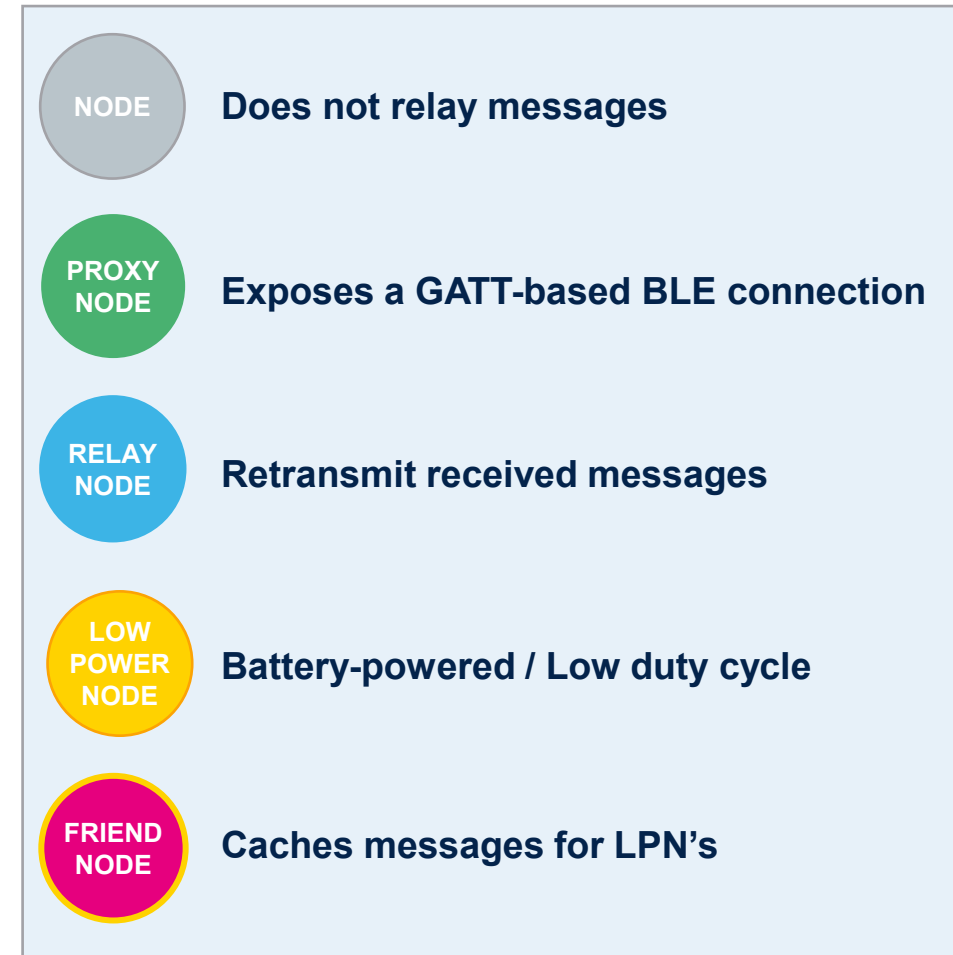 NODE
Does not relay messages
PROXY
NODE
Exposes a GATT-based BLE connection
RELAY
NODE
Retransmit received messages
LOW
POWER
NODE
Battery-powered / Low duty cycle
FRIEND
NODE
Caches messages for LPN’s